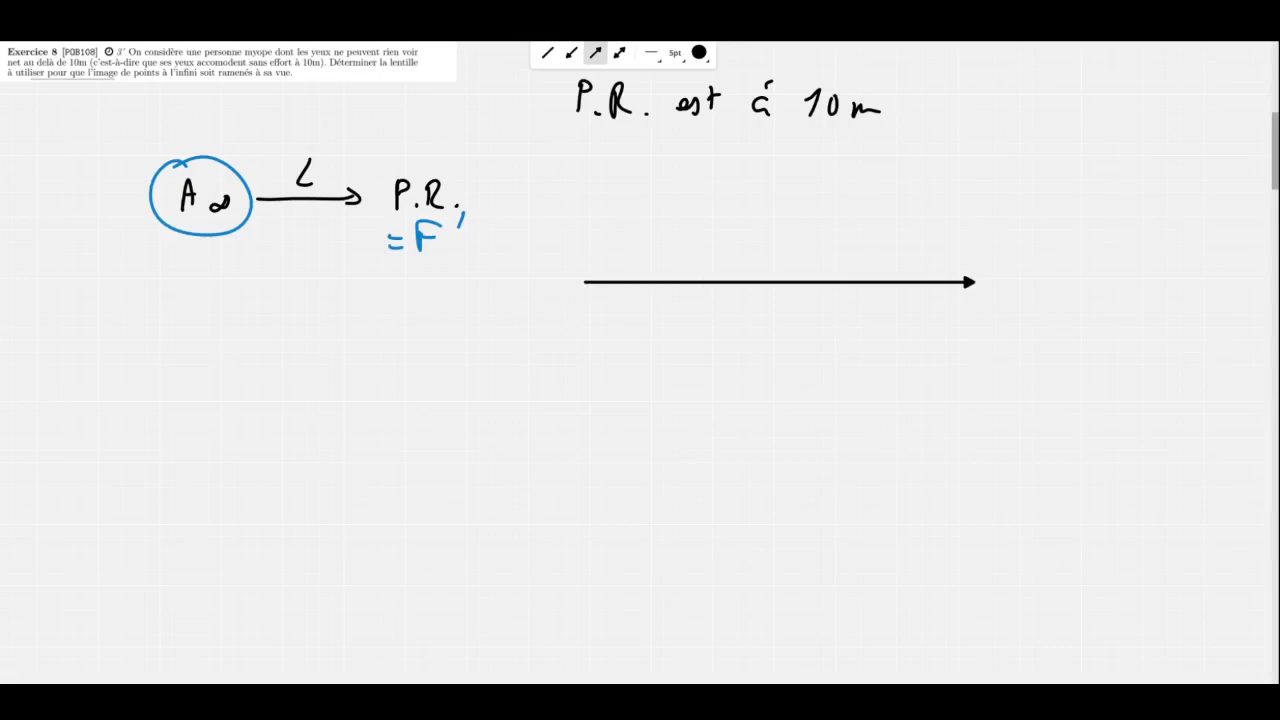 Exercice 8 [POB108] 3' On considère une personne myope dont les yeux ne peuvent rien voir
net au delà de 10m (c'est-à-dire que ses yeux accomodent sans effort à 10m). Déterminer la lentille
à utiliser pour que l'image de points à l'infini soit ramenés à sa vue.
5pt
P.R. est à 10m
A∞ L P.R.
= F'